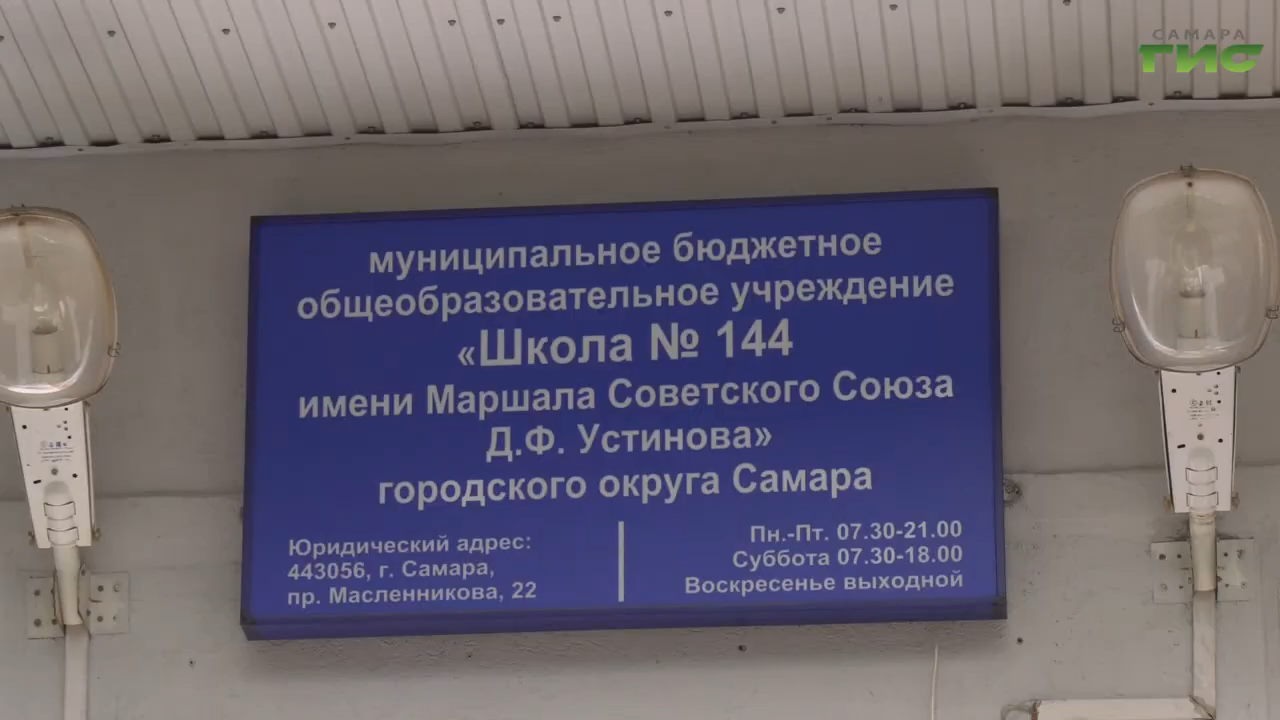 САМАРА
ГИС
муниципальное бюджетное
общеобразовательное учреждение
«Школа № 144
имени Маршала Советского Союза
Д.Ф. Устинова»
городского округа Самара
Юридический адрес:
443056, г. Самара,
пр. Масленникова, 22
Пн.-Пт. 07.30-21.00
Суббота 07.30-18.00
Воскресенье выходной